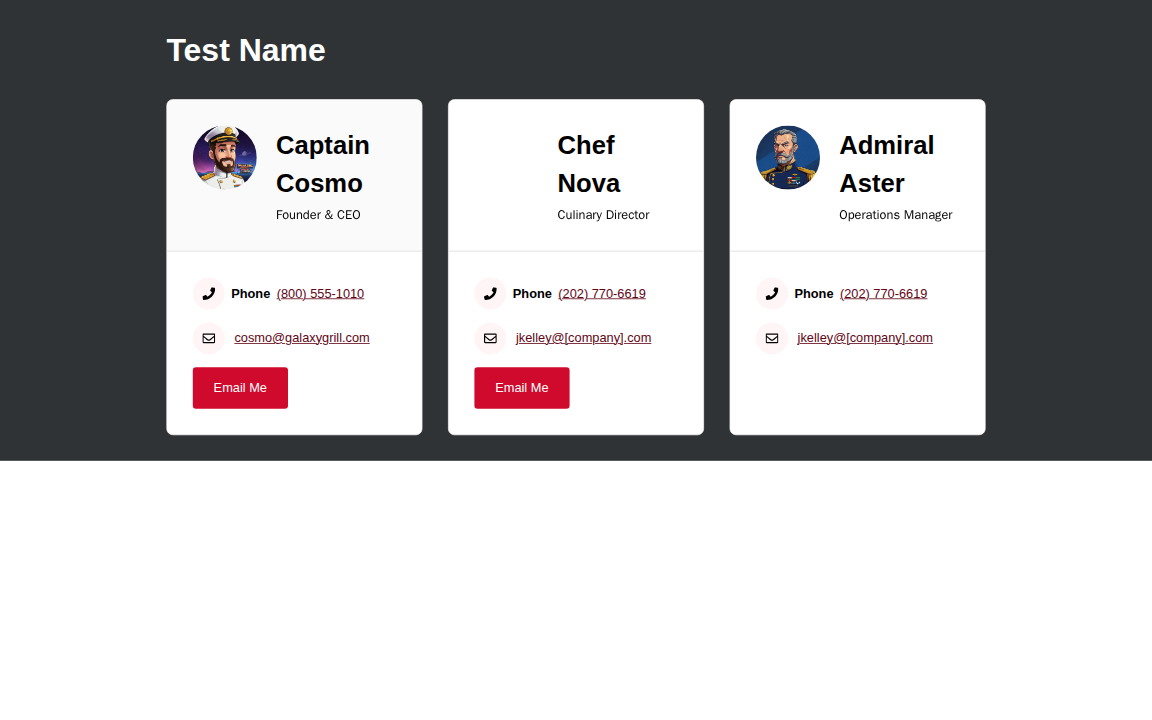 Test Name
Captain
Cosmo
Founder & CEO
Phone (800) 555-1010
cosmo@galaxygrill.com
Email Me
Chef
Nova
Culinary Director
Phone (202) 770-6619
jkelley@[company].com
Email Me
Admiral
Aster
Operations Manager
Phone (202) 770-6619
jkelley@[company].com